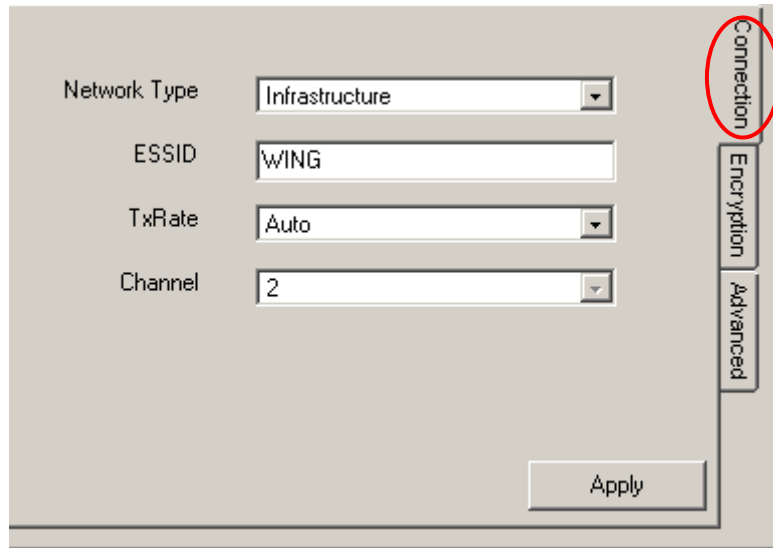 Network Type Infrastructure
ESSID WING
TxRate Auto
Channel 2
Apply
Connection
Encryption
Advanced